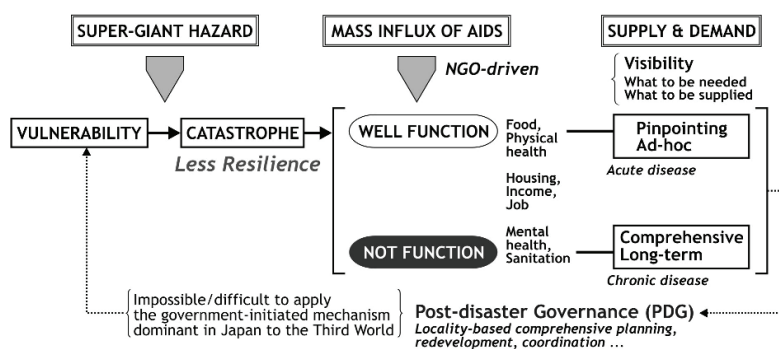 SUPER-GIANT HAZARD
MASS INFLUX OF AIDS
SUPPLY & DEMAND
NGO-driven
Visibility
What to be needed
What to be supplied
VULNERABILITY
CATASTROPHE
Less Resilience
WELL FUNCTION
Food,
Physical
health
Pinpointing
Ad-hoc
Acute disease
Housing,
Income,
Job
NOT FUNCTION
Mental
health,
Sanitation
Comprehensive
Long-term
Chronic disease
Impossible/difficult to apply
the government-initiated mechanism
dominant in Japan to the Third World
Post-disaster Governance (PDG)
Locality-based comprehensive planning,
redevelopment, coordination ...